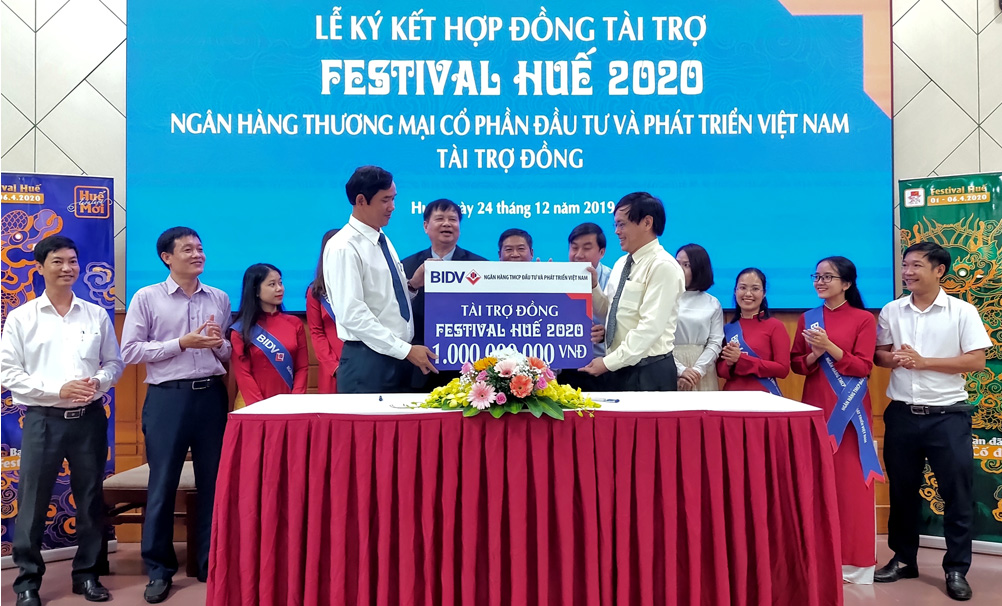 LỄ KÝ KẾT HỢP ĐỒNG TÀI TRỢ
FESTIVAL HUẾ 2020
NGÂN HÀNG THƯƠNG MẠI CỔ PHẦN ĐẦU TƯ VÀ PHÁT TRIỂN VIỆT NAM
TÀI TRỢ ĐỒNG
24 tháng 12 năm 2019
Festival Huế
06.4.2020
Huế
Mới
Festival Huế
01 - 06.4.2020
BIDV NGÂN HÀNG TMCP ĐẦU TƯ VÀ PHÁT TRIỂN VIỆT NAM
TÀI TRỢ ĐỒNG
FESTIVAL HUẾ 2020
1.000.000.000 VNĐ
BIDV